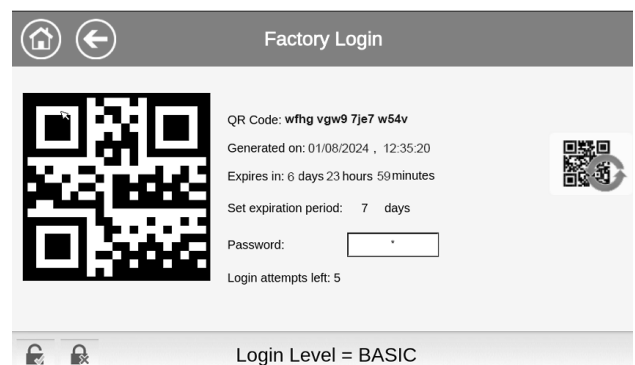 Factory Login
QR Code: wfhg vgw9 7je7 w54v
Generated on: 01/08/2024 , 12:35:20
Expires in: 6 days 23 hours 59 minutes
Set expiration period: 7 days
Password: *
Login attempts left: 5
Login Level = BASIC